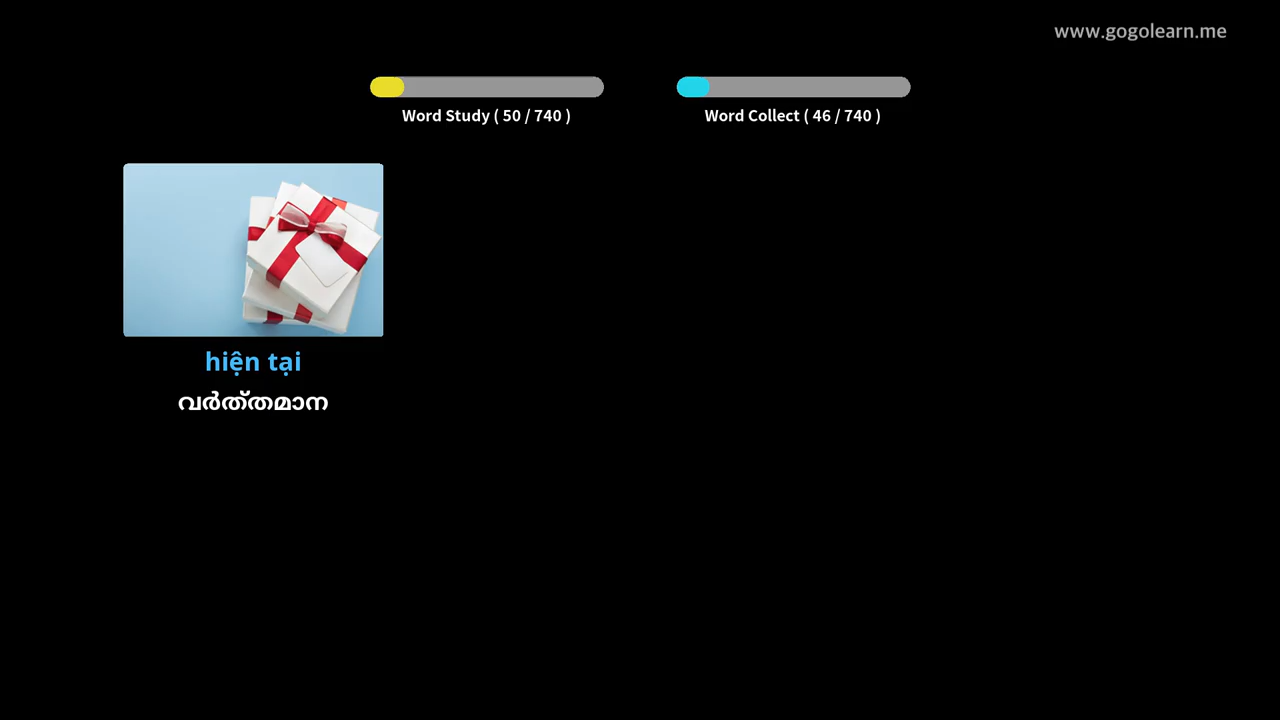 www.gogolearn.me
Word Study ( 50 / 740 )
Word Collect ( 46 / 740 )
hiện tại
വർത്തമാന